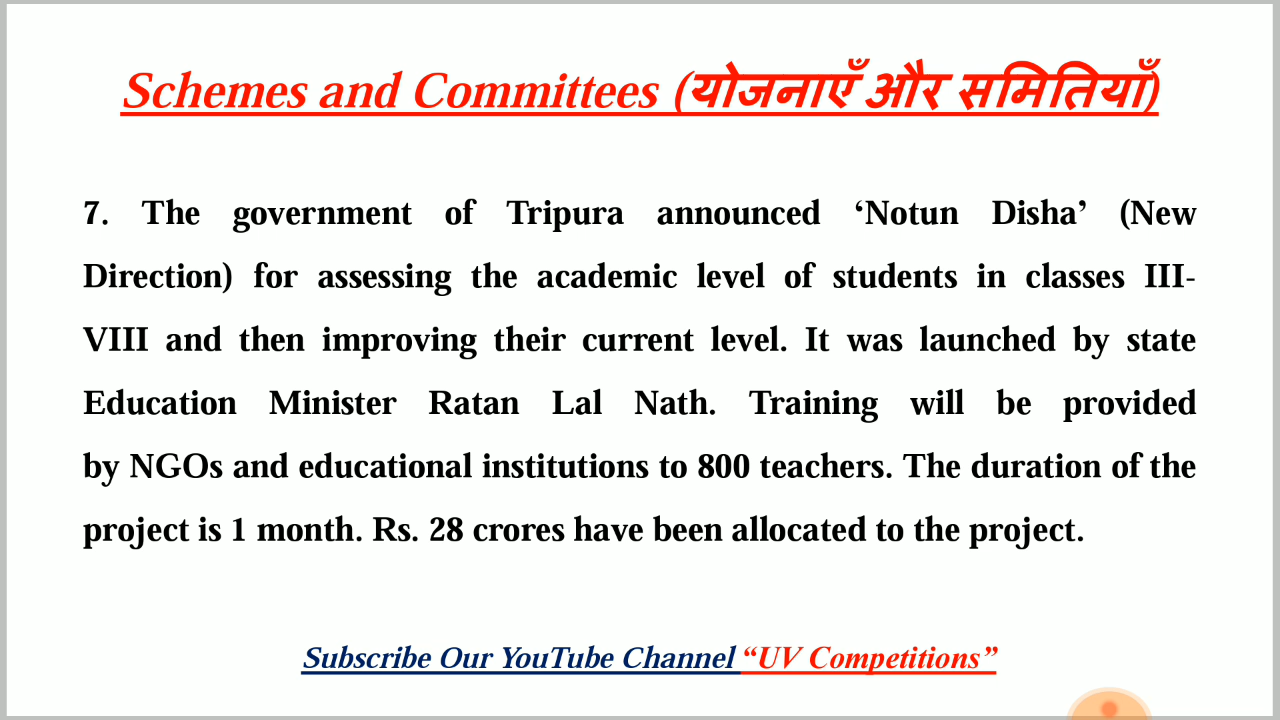 Schemes and Committees (योजनाएँ और समितियाँ)
7. The government of Tripura announced ‘Notun Disha’ (New
Direction) for assessing the academic level of students in classes III-
VIII and then improving their current level. It was launched by state
Education Minister Ratan Lal Nath. Training will be provided
by NGOs and educational institutions to 800 teachers. The duration of the
project is 1 month. Rs. 28 crores have been allocated to the project.
Subscribe Our YouTube Channel “UV Competitions”